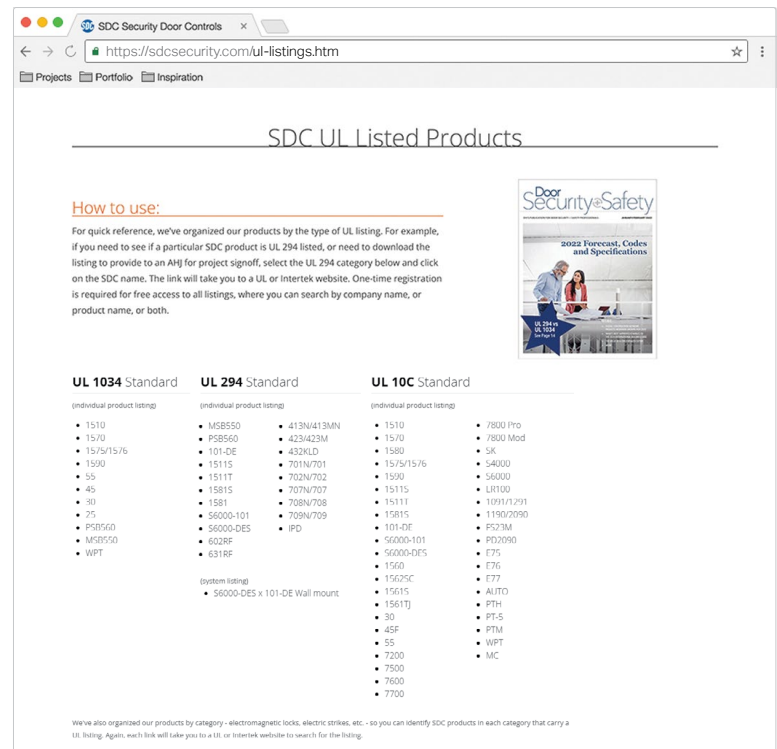 SDC Security Door Controls
https://sdcsecurity.com/ul-listings.htm
Projects
Portfolio
Inspiration
SDC UL Listed Products
How to use:
For quick reference, we've organized our products by the type of UL listing. For example,
if you need to see if a particular SDC product is UL 294 listed, or need to download the
listing to provide to an AHJ for project signoff, select the UL 294 category below and click
on the SDC name. The link will take you to a UL or Intertek website. One-time registration
is required for free access to all listings, where you can search by company name, or
product name, or both.
Door
Security+Safety
2022 Forecast, Codes
and Specifications
UL 294 vs
UL 1034
See Page 14
UL 1034 Standard
(individual product listing)
• 1510
• 1570
• 1575/1576
• 1590
• 55
• 45
• 30
• 25
• PSB560
• MSB550
• WPT
UL 294 Standard
(individual product listing)
• MSB550
• PSB560
• 101-DE
• 1511S
• 1511T
• 1581S
• 1581
• S6000-101
• S6000-DES
• 602RF
• 631RF
• 413N/413MN
• 423/423M
• 432KLD
• 701N/701
• 702N/702
• 707N/707
• 708N/708
• 709N/709
• IPD
(system listing)
• S6000-DES x 101-DE Wall mount
UL 10C Standard
(individual product listing)
• 1510
• 1570
• 1580
• 1575/1576
• 1590
• 1511S
• 1511T
• 1581S
• 101-DE
• S6000-101
• S6000-DES
• 1560
• 1562SC
• 1561S
• 1561TJ
• 30
• 45F
• 55
• 7200
• 7500
• 7600
• 7700
• 7800 Pro
• 7800 Mod
• SK
• S4000
• S6000
• LR100
• 1091/1291
• 1190/2090
• FS23M
• PD2090
• E75
• E76
• E77
• AUTO
• PTH
• PT-5
• PTM
• WPT
• MC
We've also organized our products by category - electromagnetic locks, electric strikes, etc. - so you can identify SDC products in each category that carry a
UL listing. Again, each link will take you to a UL or Intertek website to search for the listing.